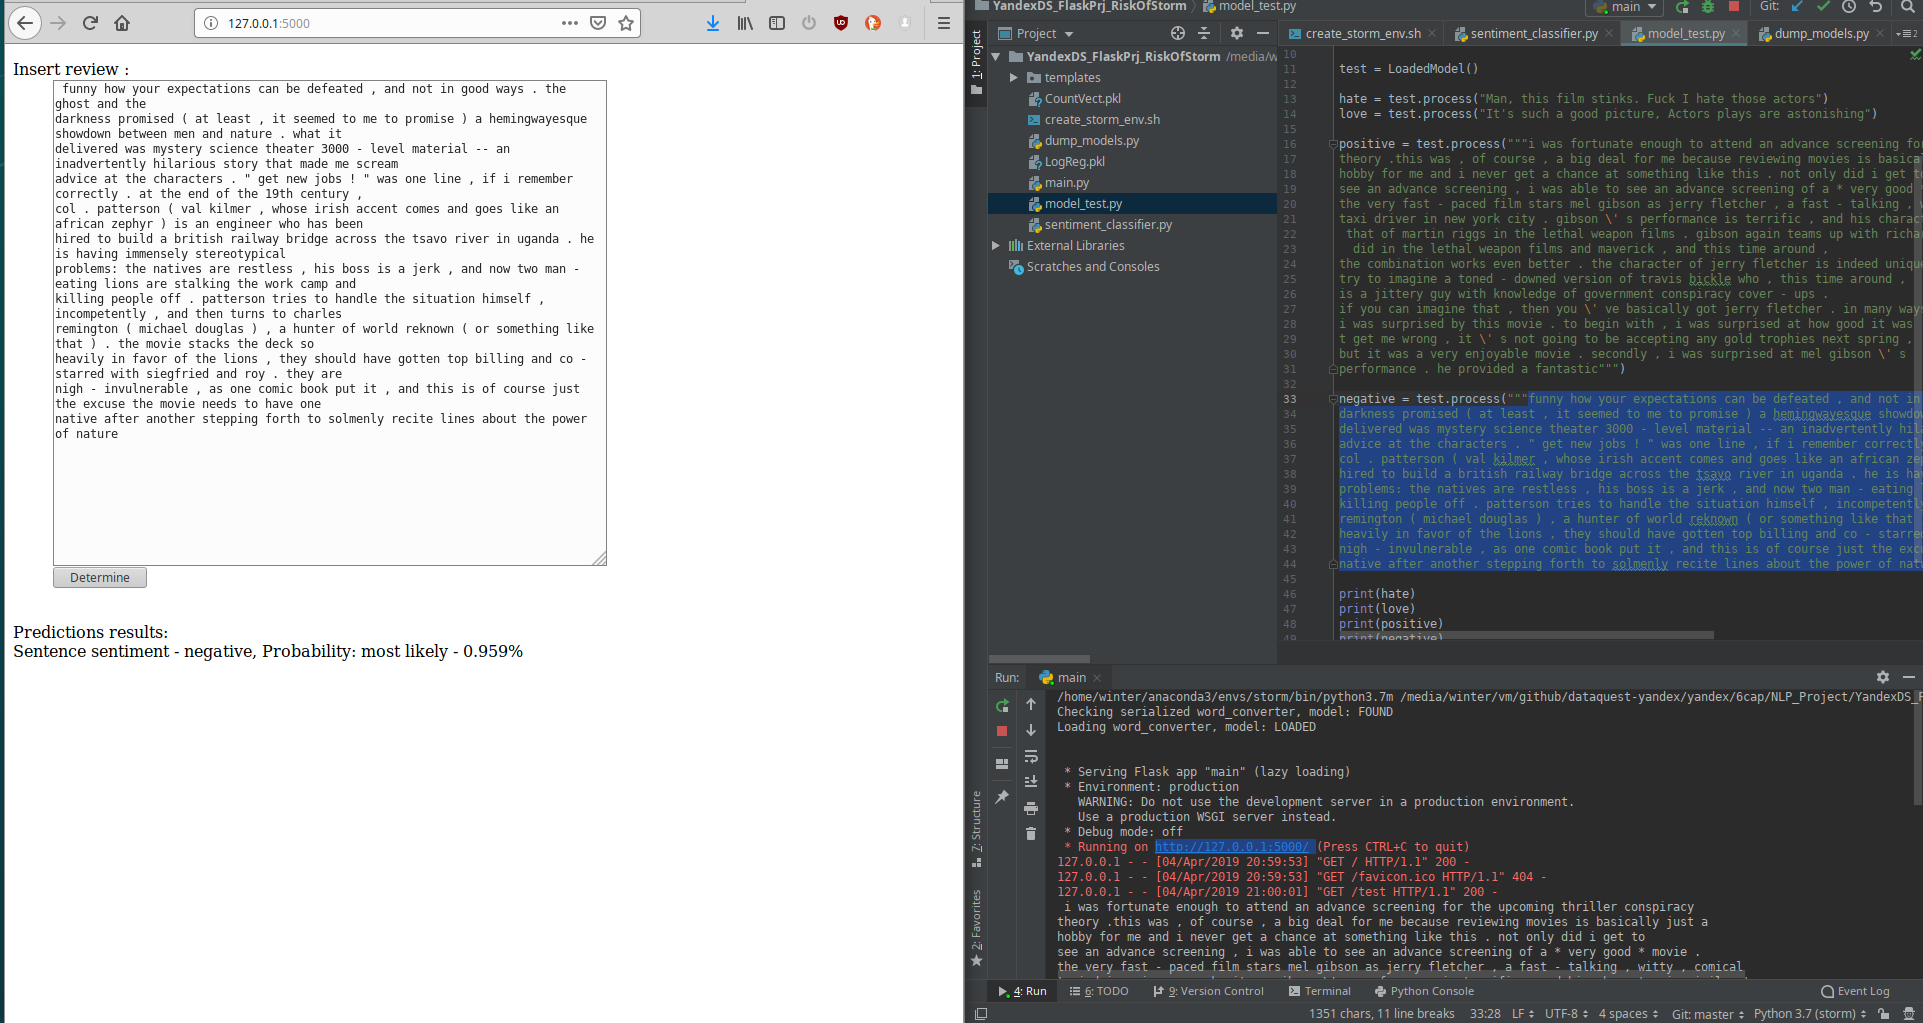 127.0.0.1:5000
Insert review :
funny how your expectations can be defeated , and not in good ways . the
ghost and the
darkness promised ( at least , it seemed to me to promise ) a hemingwayesque
showdown between men and nature . what it
delivered was mystery science theater 3000 - level material -- an
inadvertently hilarious story that made me scream
advice at the characters . " get new jobs ! " was one line , if i remember
correctly . at the end of the 19th century ,
col . patterson ( val kilmer , whose irish accent comes and goes like an
african zephyr ) is an engineer who has been
hired to build a british railway bridge across the tsavo river in uganda . he
is having immensely stereotypical
problems: the natives are restless , his boss is a jerk , and now two man -
eating lions are stalking the work camp and
killing people off . patterson tries to handle the situation himself ,
incompetently , and then turns to charles
remington ( michael douglas ) , a hunter of world reknown ( or something like
that ) . the movie stacks the deck so
heavily in favor of the lions , they should have gotten top billing and co -
starred with siegfried and roy . they are
nigh - invulnerable , as one comic book put it , and this is of course just
the excuse the movie needs to have one
native after another stepping forth to solmenly recite lines about the power
of nature
Determine
Predictions results:
Sentence sentiment - negative, Probability: most likely - 0.959%
YandexDS_FlaskPrj_RiskOfStorm model_test.py
main Git:
1: Project
Project
YandexDS_FlaskPrj_RiskOfStorm /media/w
templates
CountVect.pkl
create_storm_env.sh
dump_models.py
LogReg.pkl
main.py
model_test.py
sentiment_classifier.py
External Libraries
Scratches and Consoles
create_storm_env.sh sentiment_classifier.py model_test.py dump_models.py
10
11 test = LoadedModel()
12
13 hate = test.process("Man, this film stinks. Fuck I hate those actors")
14 love = test.process("It's such a good picture, Actors plays are astonishing")
15
16 positive = test.process("""i was fortunate enough to attend an advance screening for
17 theory .this was , of course , a big deal for me because reviewing movies is basical
18 hobby for me and i never get a chance at something like this . not only did i get to
19 see an advance screening , i was able to see an advance screening of a * very good *
20 the very fast - paced film stars mel gibson as jerry fletcher , a fast - talking ,
21 taxi driver in new york city . gibson \' s performance is terrific , and his charac
22 that of martin riggs in the lethal weapon films . gibson again teams up with richa
23 did in the lethal weapon films and maverick , and this time around ,
24 the combination works even better . the character of jerry fletcher is indeed unique
25 try to imagine a toned - downed version of travis bickle who , this time around ,
26 is a jittery guy with knowledge of government conspiracy cover - ups .
27 if you can imagine that , then you \' ve basically got jerry fletcher . in many ways
28 i was surprised by this movie . to begin with , i was surprised at how good it was
29 t get me wrong , it \' s not going to be accepting any gold trophies next spring ,
30 but it was a very enjoyable movie . secondly , i was surprised at mel gibson \' s
31 performance . he provided a fantastic""")
32
33 negative = test.process("""funny how your expectations can be defeated , and not in
34 darkness promised ( at least , it seemed to me to promise ) a hemingwayesque showdow
35 delivered was mystery science theater 3000 - level material -- an inadvertently hila
36 advice at the characters . " get new jobs ! " was one line , if i remember correctl
37 col . patterson ( val kilmer , whose irish accent comes and goes like an african zep
38 hired to build a british railway bridge across the tsavo river in uganda . he is hav
39 problems: the natives are restless , his boss is a jerk , and now two man - eating
40 killing people off . patterson tries to handle the situation himself , incompetently
41 remington ( michael douglas ) , a hunter of world reknown ( or something like that
42 heavily in favor of the lions , they should have gotten top billing and co - starre
43 nigh - invulnerable , as one comic book put it , and this is of course just the exc
44 native after another stepping forth to solmenly recite lines about the power of natu
45
46 print(hate)
47 print(love)
48 print(positive)
49 print(negative)
Run: main
/home/winter/anaconda3/envs/storm/bin/python3.7m /media/winter/vm/github/dataquest-yandex/yandex/6cap/NLP_Project/YandexDS_F
Checking serialized word_converter, model: FOUND
Loading word_converter, model: LOADED
* Serving Flask app "main" (lazy loading)
* Environment: production
WARNING: Do not use the development server in a production environment.
Use a production WSGI server instead.
* Debug mode: off
* Running on http://127.0.0.1:5000/ (Press CTRL+C to quit)
127.0.0.1 - - [04/Apr/2019 20:59:53] "GET / HTTP/1.1" 200 -
127.0.0.1 - - [04/Apr/2019 20:59:53] "GET /favicon.ico HTTP/1.1" 404 -
127.0.0.1 - - [04/Apr/2019 21:00:01] "GET /test HTTP/1.1" 200 -
i was fortunate enough to attend an advance screening for the upcoming thriller conspiracy
theory .this was , of course , a big deal for me because reviewing movies is basically just a
hobby for me and i never get a chance at something like this . not only did i get to
see an advance screening , i was able to see an advance screening of a * very good * movie .
the very fast - paced film stars mel gibson as jerry fletcher , a fast - talking , witty , comical
7: Structure
2: Favorites
4: Run 6: TODO 9: Version Control Terminal Python Console Event Log
1351 chars, 11 line breaks 33:28 LF UTF-8 4 spaces Git: master Python 3.7 (storm)